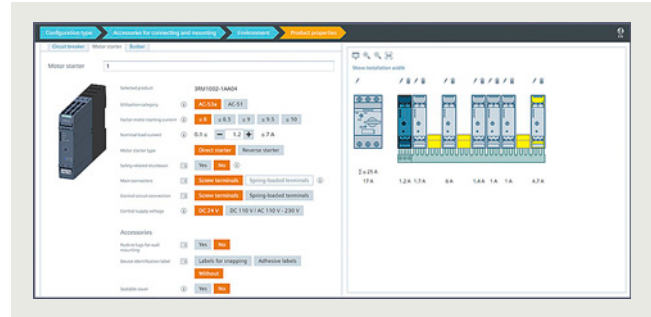 Configuration type
Accessories for connecting and mounting
Environment
Product properties
EN
Circuit breaker
Motor starter
Busbar
Motor starter
1
Show installation width
Selected product
3RM1002-1AA04
Utilization category
AC-53a
AC-51
Factor motor starting current
≤ 8
≤ 8.5
≤ 9
≤ 9.5
≤ 10
Nominal load current
0.1 ≤
1.2
≤ 7 A
Motor starter type
Direct starter
Reverse starter
Safety-related shutdown
Yes
No
Main connection
Screw terminals
Spring-loaded terminals
Control circuit connection
Screw terminals
Spring-loaded terminals
Control supply voltage
DC 24 V
DC 110 V / AC 110 V - 230 V
Accessories
Push-in lugs for wall mounting
Yes
No
Device identification label
Labels for snapping
Adhesive labels
Without
Sealable cover
Yes
No
17 A
1.2 A
1.7 A
6 A
1.4 A
1 A
1 A
4.7 A